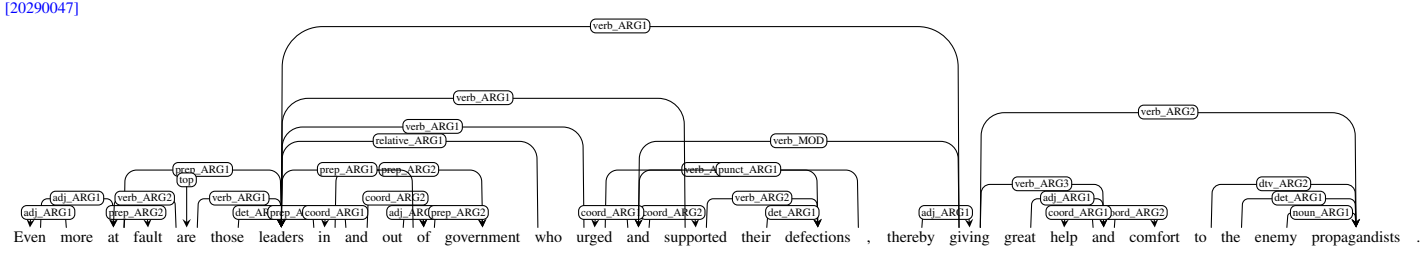 [20290047]
verb_ARG1
verb_ARG1
verb_ARG2
verb_ARG1
relative_ARG1 verb_MOD
prep_ARG1 prep_ARG1 prep_ARG2 punct_ARG1
top
verb_ARG3 dtv_ARG2
adj_ARG1 verb_ARG2 verb_ARG1 coord_ARG2 verb_ARG2 adj_ARG1 det_ARG1
adj_ARG1 prep_ARG2 coord_ARG1 prep_ARG2 coord_ARG2 det_ARG1 adj_ARG1 coord_ARG1 noun_ARG1
Even more at fault are those leaders in and out of government who urged and supported their defections , thereby giving great help and comfort to the enemy propagandists .